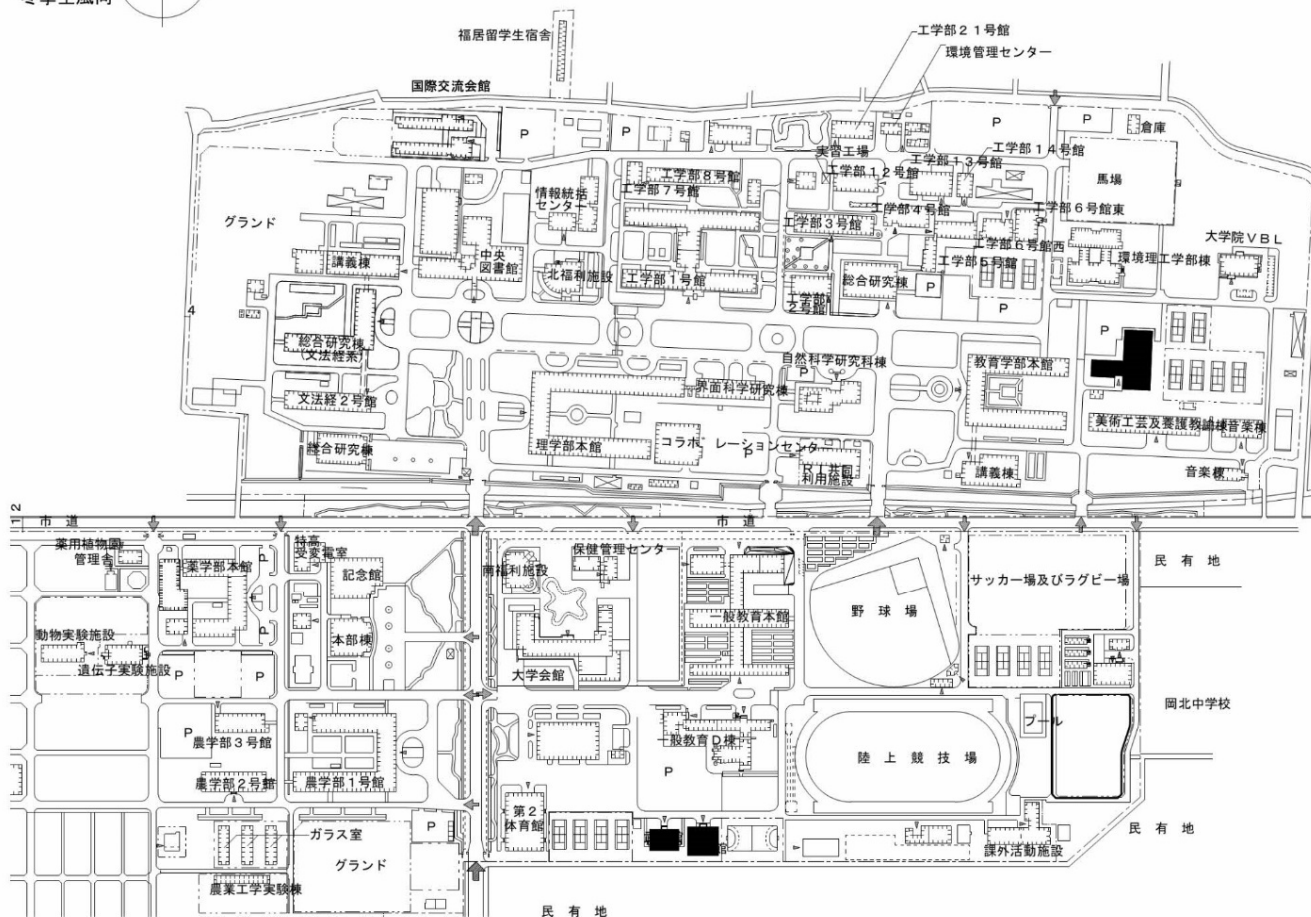 福居留学生宿舎
工学部２１号館
環境管理センター
国際交流会館
P
P
P
P
倉庫
実習工場
工学部１４号館
工学部１３号館
工学部１２号館
工学部８号館
工学部７号館
馬場
情報統括
センター
グランド
工学部４号館
工学部６号館東
工学部３号館
大学院ＶＢＬ
工学部６号館西
中央
図書館
講義棟
環境理工学部棟
工学部５号館
北福利施設
工学部１号館
総合研究棟
P
工学部
２号館
P
4
P
総合研究棟
(文法経系)
自然科学研究科棟
P
教育学部本館
界面科学研究棟
文法経２号館
美術工芸及養護教諭棟
音楽棟
理学部本館
コラボレーションセンター
P
総合研究棟
ＲＩ共同
利用施設
講義棟
音楽棟
12
市道
市道
薬用植物園
管理舎
特高
受変電室
保健管理センター
民有地
薬学部本館
P
記念館
南福利施設
サッカー場及びラグビー場
野球場
一般教育本館
動物実験施設
本部棟
P
遺伝子実験施設
大学会館
P
P
岡北中学校
プール
P
農学部３号館
一般教育Ｄ棟
陸上競技場
P
農学部２号館
農学部１号館
第２
体育館
P
民有地
ガラス室
グランド
館
課外活動施設
農業工学実験棟
民有地